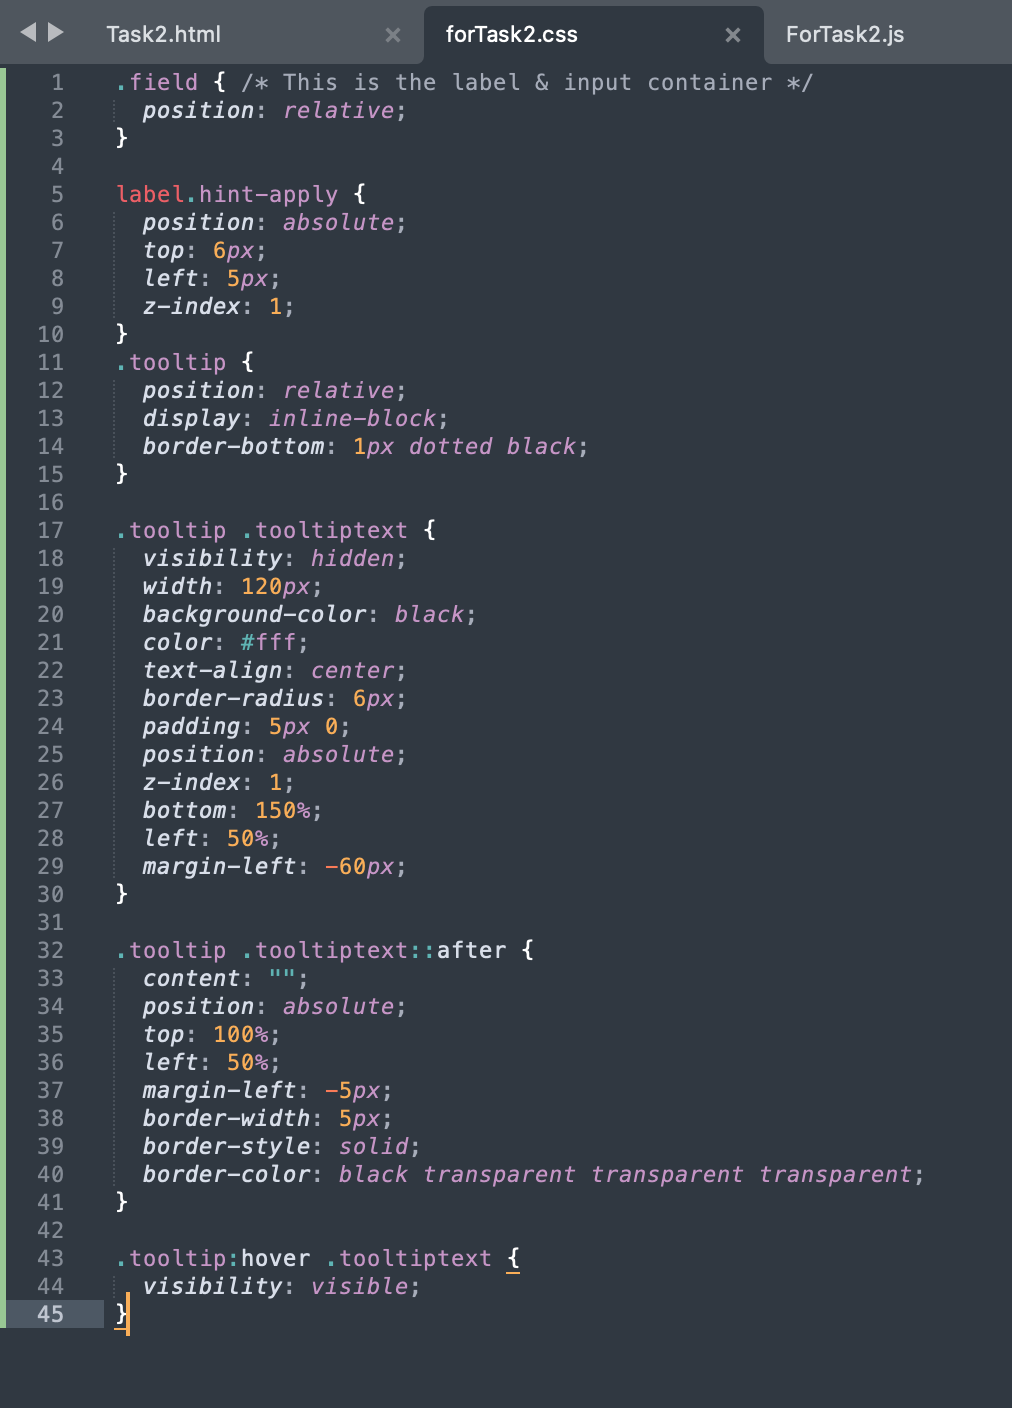 Task2.html × forTask2.css × ForTask2.js
1 .field { /* This is the label & input container */
2 position: relative;
3 }
4
5 label.hint-apply {
6 position: absolute;
7 top: 6px;
8 left: 5px;
9 z-index: 1;
10 }
11 .tooltip {
12 position: relative;
13 display: inline-block;
14 border-bottom: 1px dotted black;
15 }
16
17 .tooltip .tooltiptext {
18 visibility: hidden;
19 width: 120px;
20 background-color: black;
21 color: #fff;
22 text-align: center;
23 border-radius: 6px;
24 padding: 5px 0;
25 position: absolute;
26 z-index: 1;
27 bottom: 150%;
28 left: 50%;
29 margin-left: -60px;
30 }
31
32 .tooltip .tooltiptext::after {
33 content: "";
34 position: absolute;
35 top: 100%;
36 left: 50%;
37 margin-left: -5px;
38 border-width: 5px;
39 border-style: solid;
40 border-color: black transparent transparent transparent;
41 }
42
43 .tooltip:hover .tooltiptext {
44 visibility: visible;
45 }